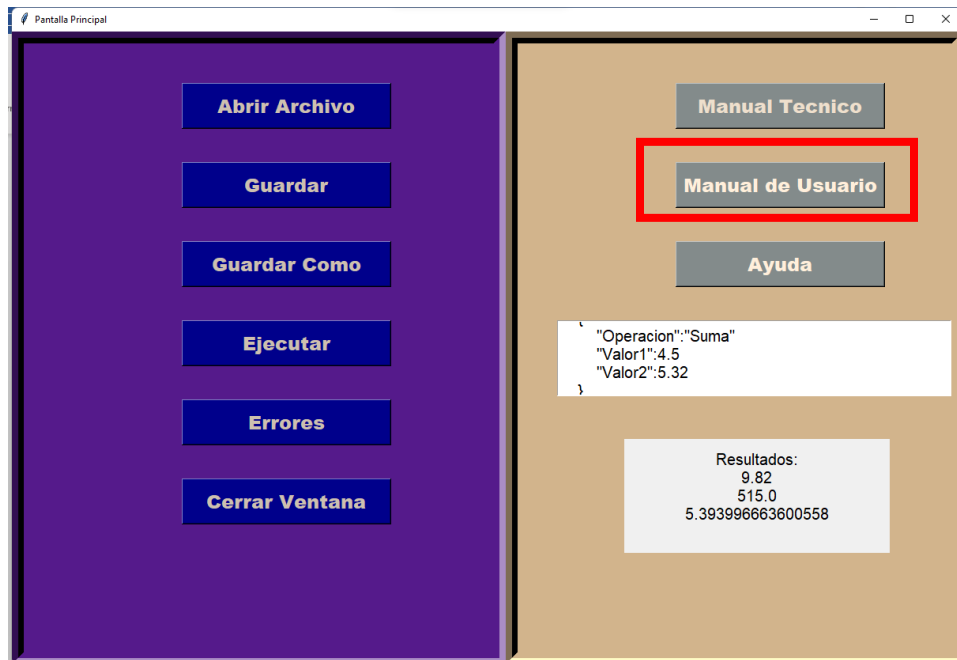 Pantalla Principal
Abrir Archivo
Guardar
Guardar Como
Ejecutar
Errores
Cerrar Ventana
Manual Tecnico
Manual de Usuario
Ayuda
{
"Operacion":"Suma"
"Valor1":4.5
"Valor2":5.32
}
Resultados:
9.82
515.0
5.393996663600558